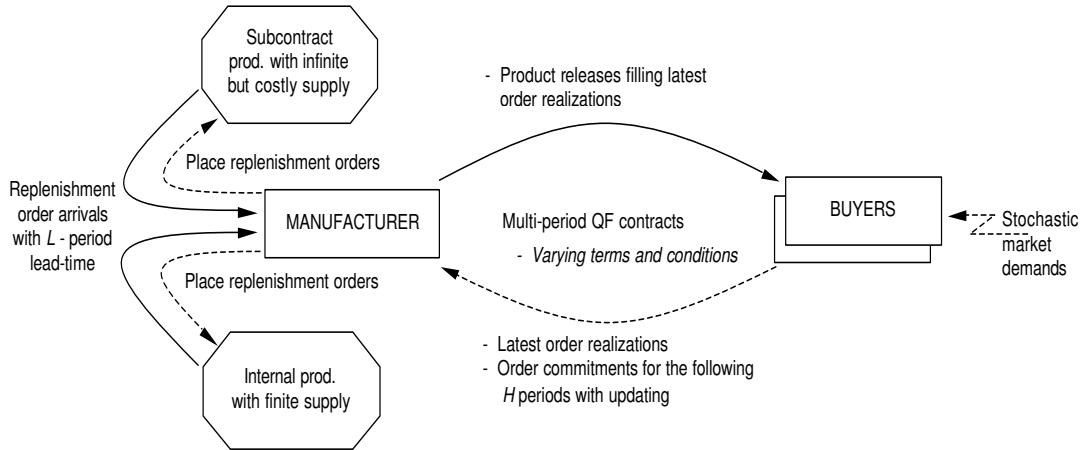 Subcontract
prod. with infinite
but costly supply
- Product releases filling latest
order realizations
Place replenishment orders
Replenishment
order arrivals
with L - period
lead-time
MANUFACTURER
Multi-period QF contracts
- Varying terms and conditions
BUYERS
Stochastic
market
demands
Place replenishment orders
Internal prod.
with finite supply
- Latest order realizations
- Order commitments for the following
H periods with updating